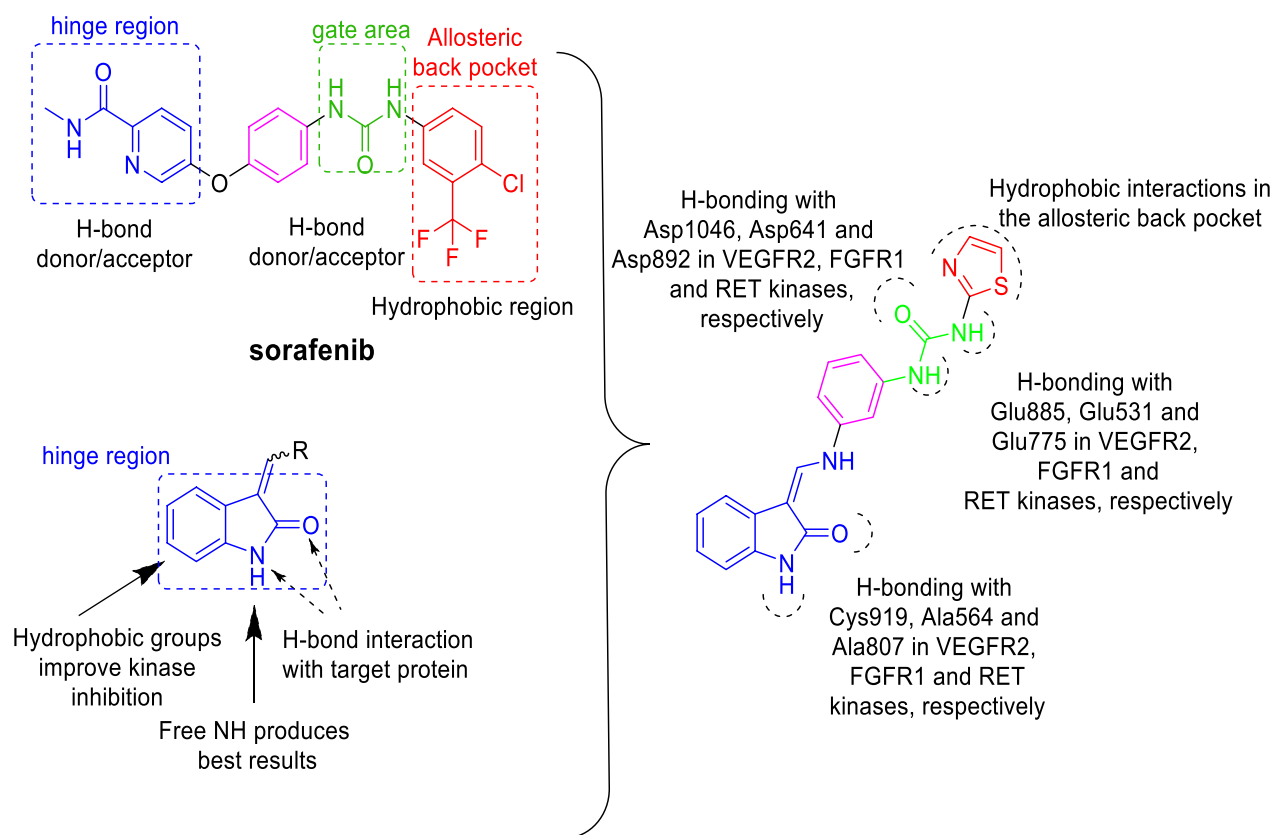 hinge region
gate area
Allosteric
back pocket
O
H
N
H
N
N
H
N
O
O
Cl
F
F
F
H-bond
donor/acceptor
H-bond
donor/acceptor
Hydrophobic region
sorafenib
hinge region
R
O
N
H
Hydrophobic groups
improve kinase
inhibition
H-bond interaction
with target protein
Free NH produces
best results
H-bonding with
Asp1046, Asp641 and
Asp892 in VEGFR2, FGFR1
and RET kinases,
respectively
Hydrophobic interactions in
the allosteric back pocket
N
S
O
NH
NH
H-bonding with
Glu885, Glu531 and
Glu775 in VEGFR2,
FGFR1 and
RET kinases, respectively
NH
O
N
H
H-bonding with
Cys919, Ala564 and
Ala807 in VEGFR2,
FGFR1 and RET
kinases, respectively